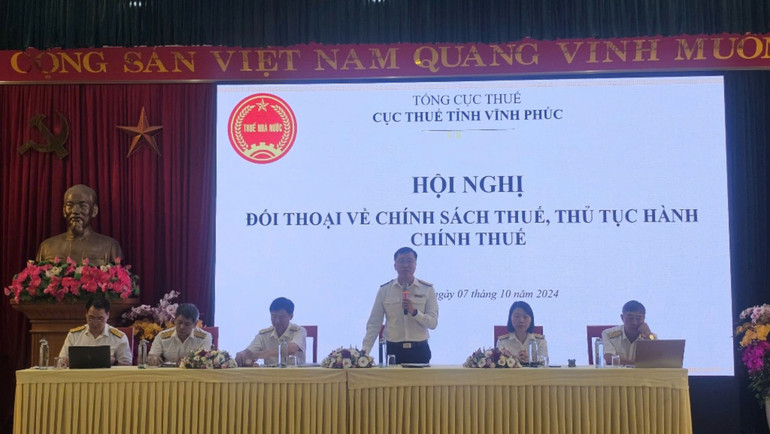 CỘNG SẢN VIỆT NAM QUANG VINH MUÔN
TỔNG CỤC THUẾ
CỤC THUẾ TỈNH VĨNH PHÚC
THUẾ NHÀ NƯỚC
HỘI NGHỊ
ĐỐI THOẠI VỀ CHÍNH SÁCH THUẾ, THỦ TỤC HÀNH
CHÍNH THUẾ
ngày 07 tháng 10 năm 2024